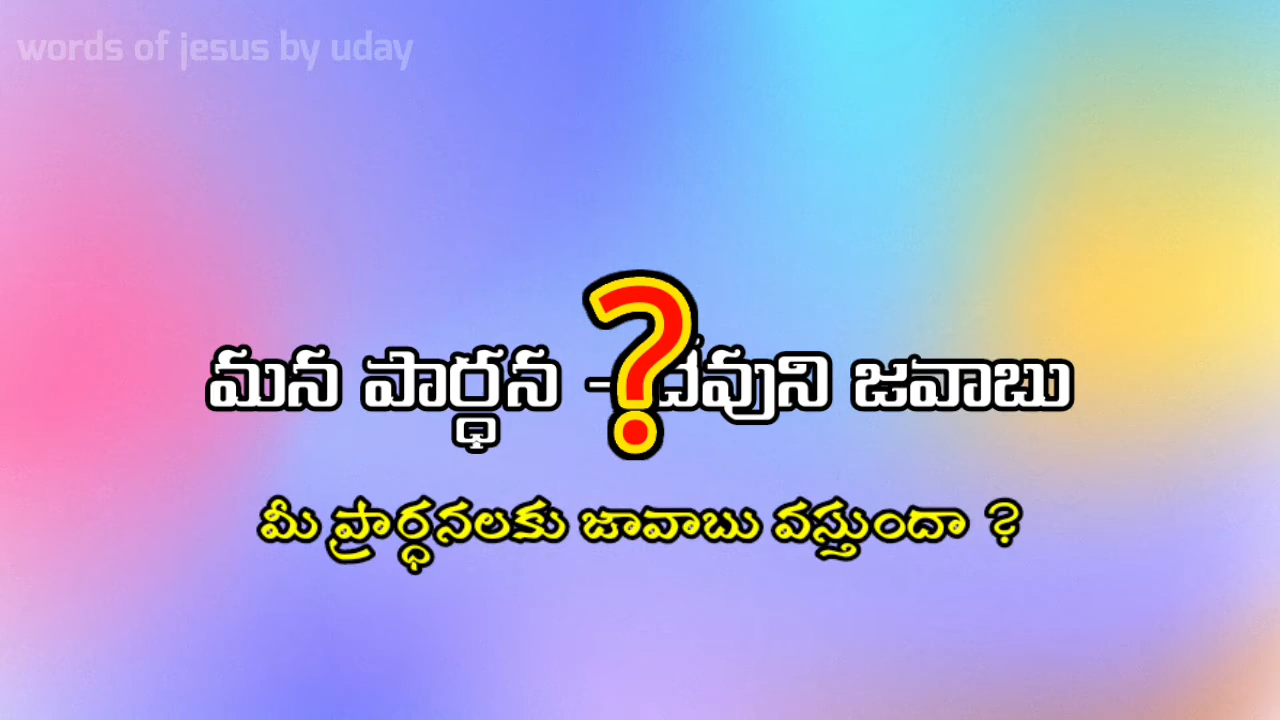 words of jesus by uday
మన పార్ధన - జవాబు
మీ ప్రార్ధనలకు జావాబు వస్తుందా ?
?